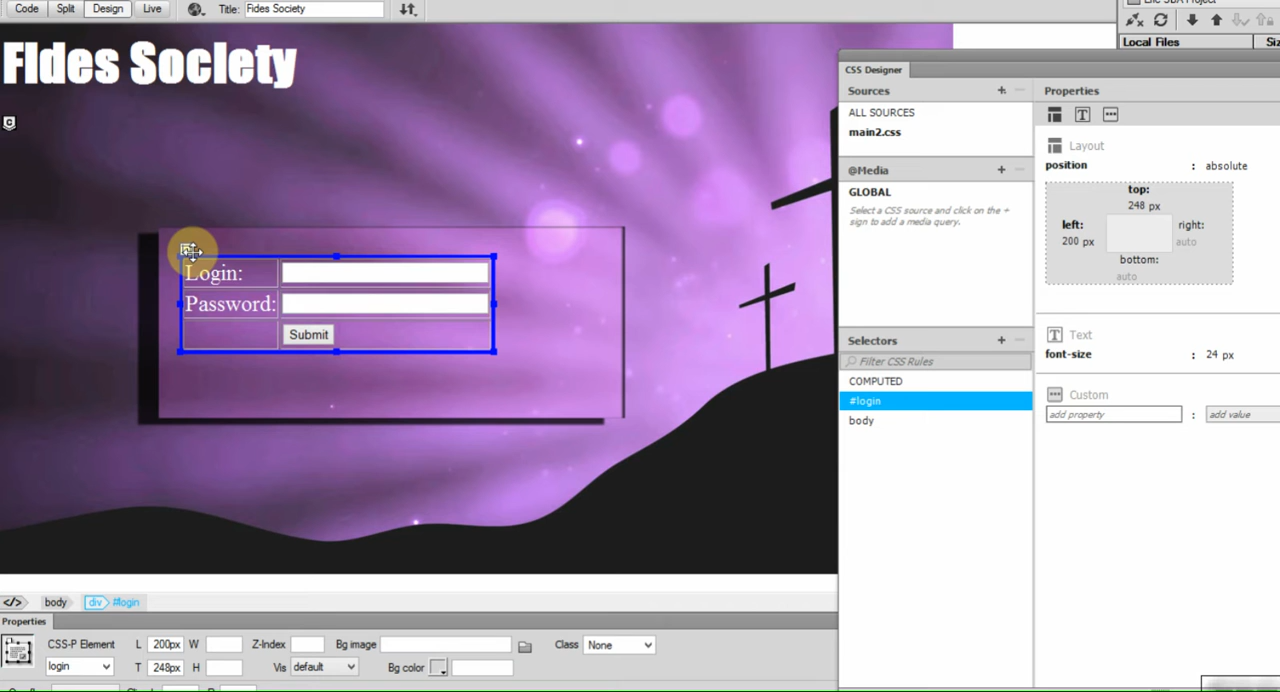 Code Split Design Live Title: Fides Society
Local Files
Fides Society
CSS Designer
Sources
ALL SOURCES
main2.css
@Media
GLOBAL
Select a CSS source and click on the +
sign to add a media query.
Selectors
Filter CSS Rules
COMPUTED
#login
body
Properties
Layout
position : absolute
top:
248 px
left: right:
200 px auto
bottom:
auto
Text
font-size : 24 px
Custom
add property : add value
Login:
Password:
Submit
</> body div #login
Properties
CSS-P Element L 200px W Z-Index Bg image Class None
login T 248px H Vis default Bg color